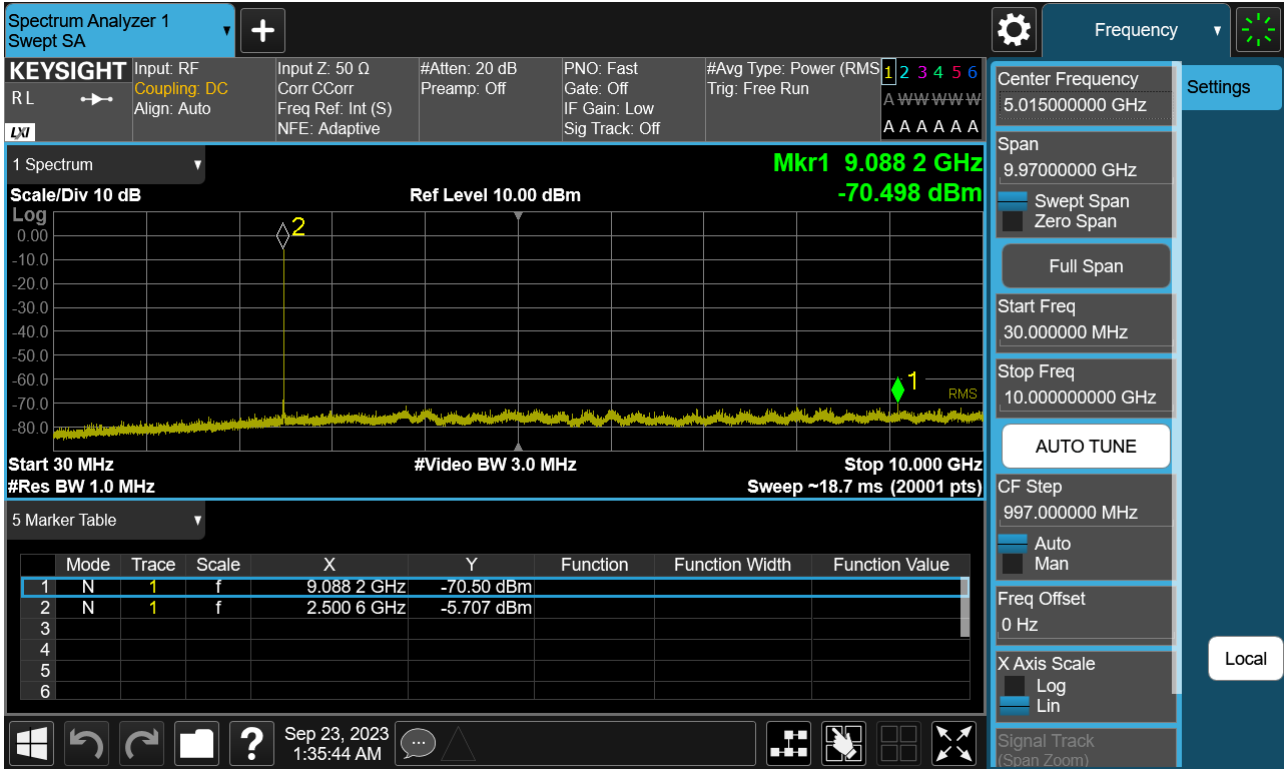 Spectrum Analyzer 1
Swept SA
Frequency
KEYSIGHT
R L
LXI
Input: RF
Coupling: DC
Align: Auto
Input Z: 50 Ω
Corr CCorr
Freq Ref: Int (S)
NFE: Adaptive
#Atten: 20 dB
Preamp: Off
PNO: Fast
Gate: Off
IF Gain: Low
Sig Track: Off
#Avg Type: Power (RMS
Trig: Free Run
1 2 3 4 5 6
A W W W W W
A A A A A A
1 Spectrum
Mkr1 9.088 2 GHz
-70.498 dBm
Scale/Div 10 dB
Ref Level 10.00 dBm
Log
0.00
-10.0
-20.0
-30.0
-40.0
-50.0
-60.0
-70.0
-80.0
2
1
RMS
Start 30 MHz
#Video BW 3.0 MHz
Stop 10.000 GHz
#Res BW 1.0 MHz
Sweep ~18.7 ms (20001 pts)
5 Marker Table
Mode Trace Scale X Y Function Function Width Function Value
1 N 1 f 9.088 2 GHz -70.50 dBm
2 N 1 f 2.500 6 GHz -5.707 dBm
3
4
5
6
?
Sep 23, 2023
1:35:44 AM
Center Frequency
5.015000000 GHz
Span
9.97000000 GHz
Swept Span
Zero Span
Full Span
Start Freq
30.000000 MHz
Stop Freq
10.000000000 GHz
AUTO TUNE
CF Step
997.000000 MHz
Auto
Man
Freq Offset
0 Hz
X Axis Scale
Log
Lin
Signal Track
(Span Zoom)
Settings
Local